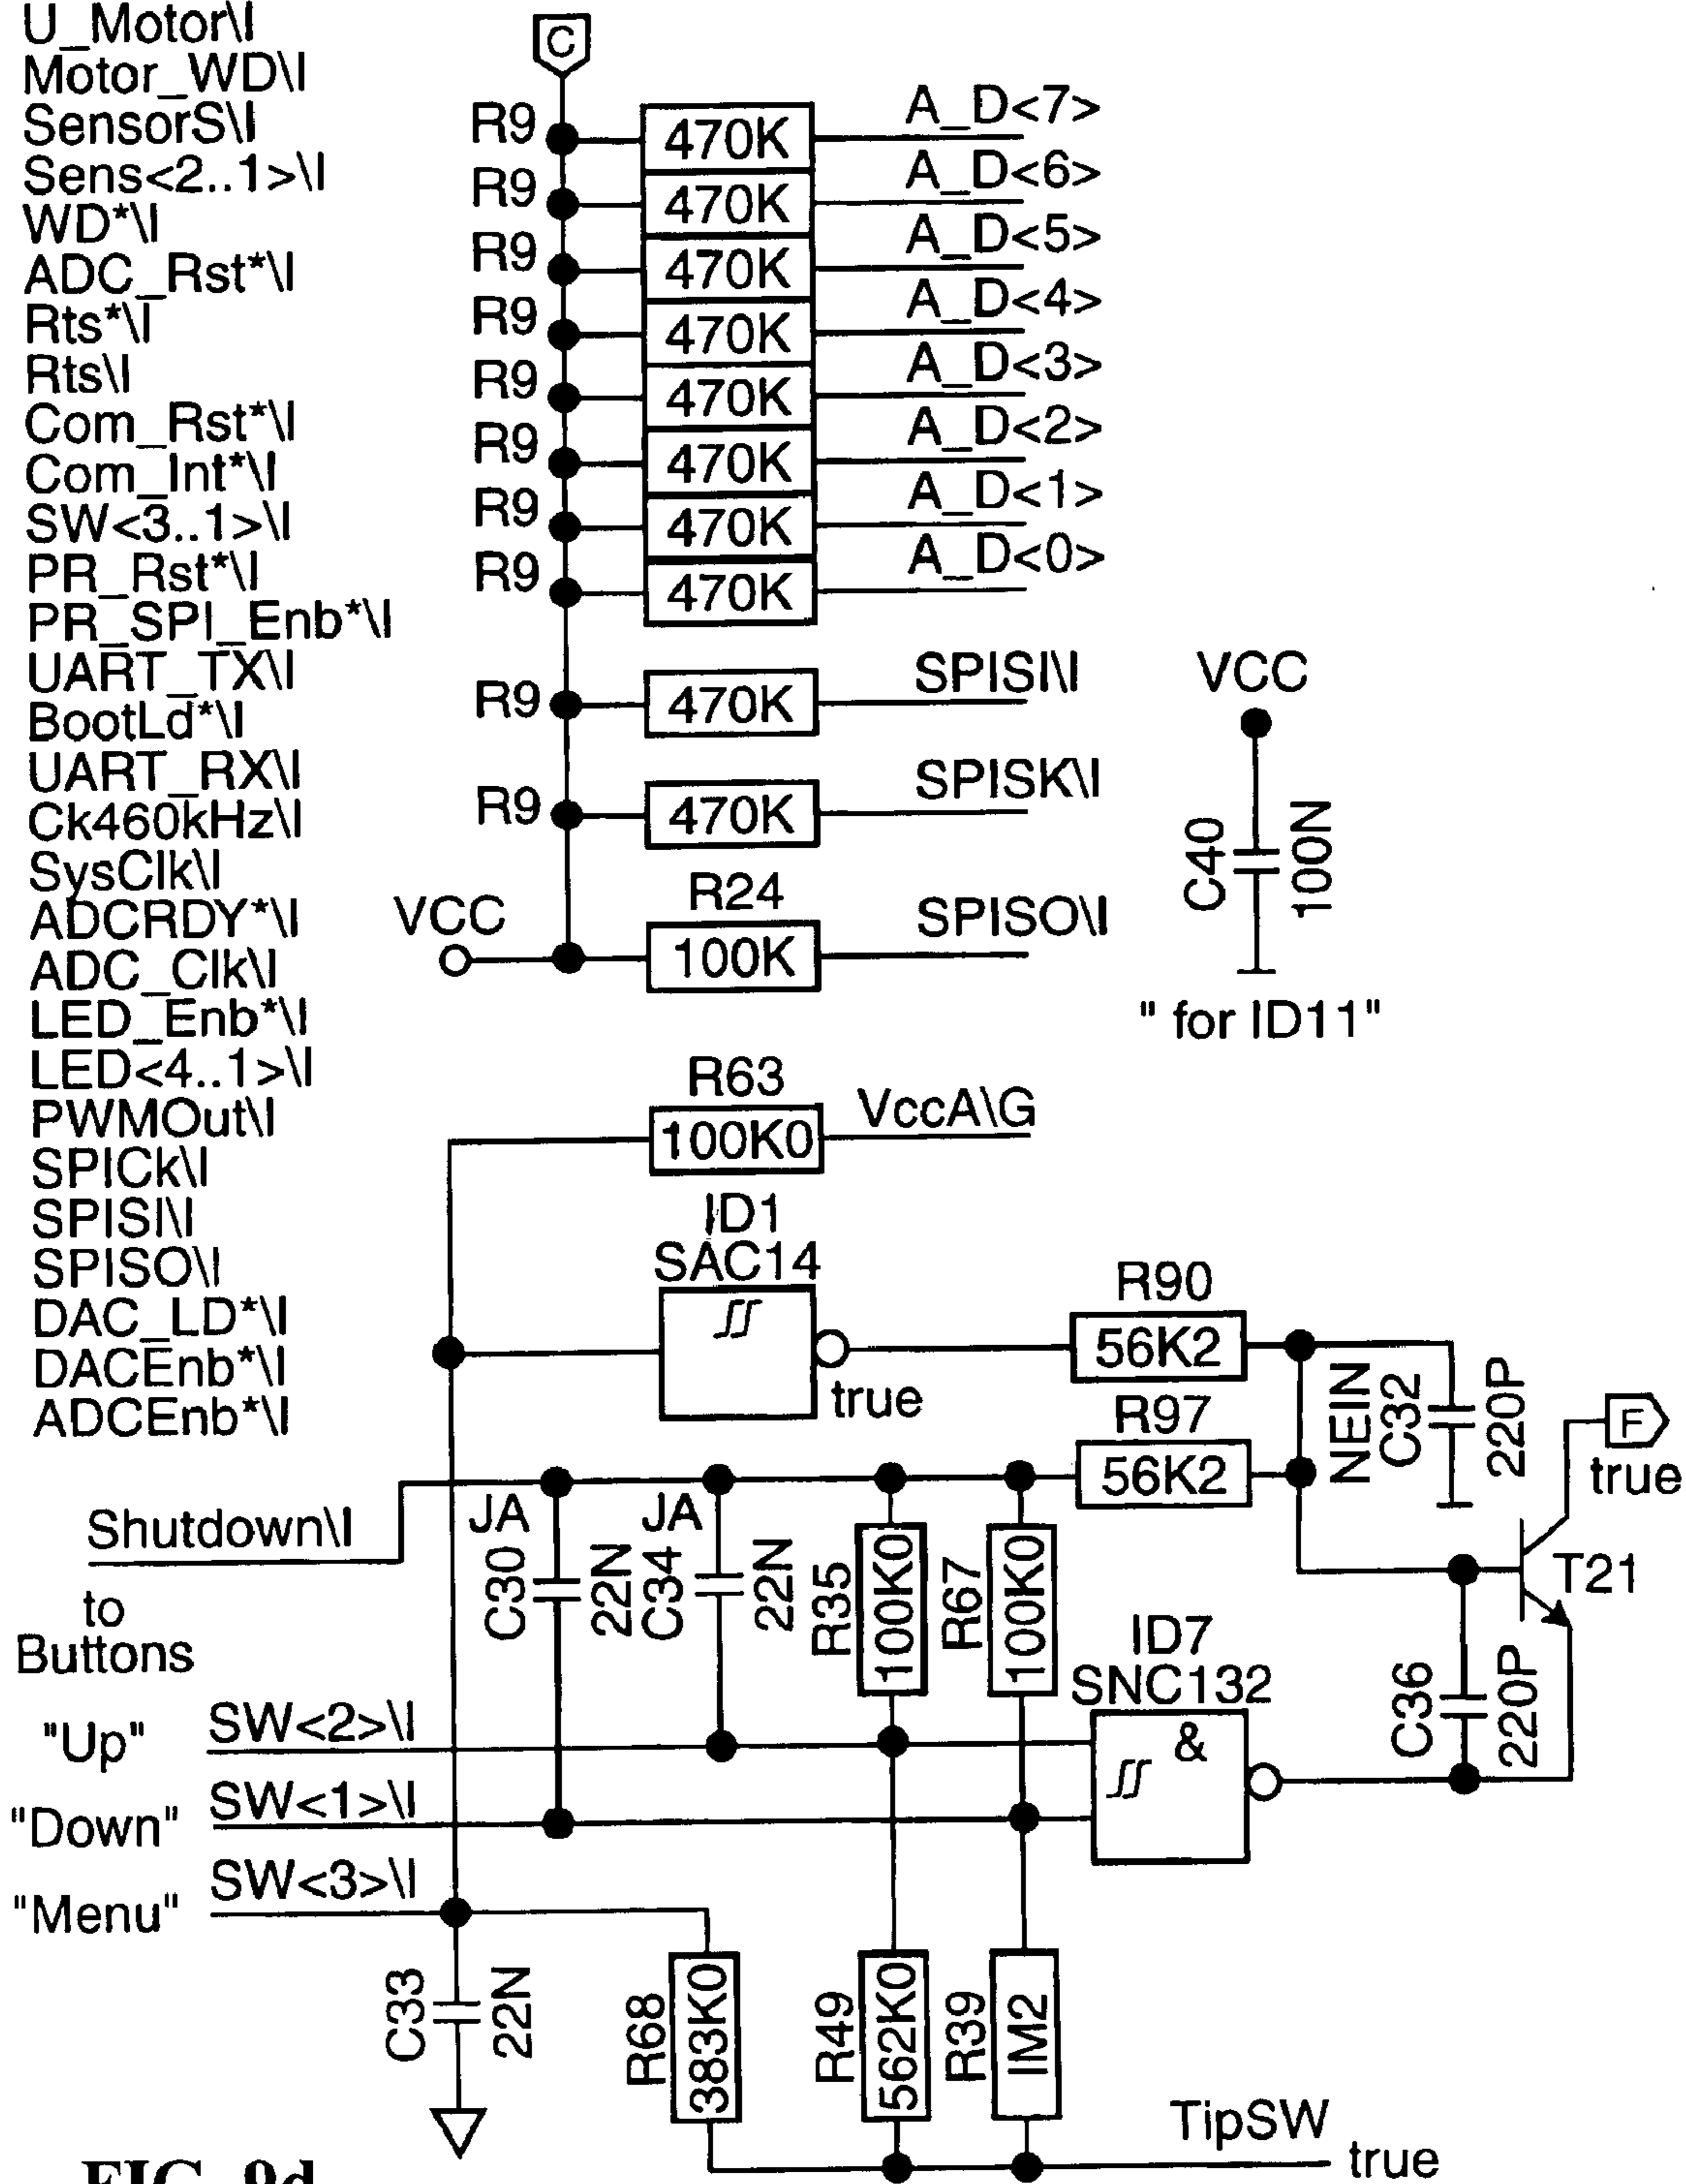 U_Motor\I
Motor_WD\I
SensorS\I
Sens<2..1>\I
WD*\I
ADC_Rst*\I
Rts*\I
Rts\I
Com_Rst*\I
Com_Int*\I
SW<3..1>\I
PR_Rst*\I
PR_SPI_Enb*\I
UART_TX\I
BootLd*\I
UART_RX\I
Ck460kHz\I
SysClk\I
ADCRDY*\I
ADC_Clk\I
LED_Enb*\I
LED<4..1>\I
PWMOut\I
SPICk\I
SPISI\I
SPISO\I
DAC_LD*\I
DACEnb*\I
ADCEnb*\I
C
R9 470K A_D<7>
R9 470K A_D<6>
R9 470K A_D<5>
R9 470K A_D<4>
R9 470K A_D<3>
R9 470K A_D<2>
R9 470K A_D<1>
R9 470K A_D<0>
R9 470K SPISI\I
R9 470K SPISK\I
R24
VCC 100K SPISO\I
VCC
C40
100N
" for ID11"
R63
100K0 VccA\G
ID1
SAC14
true
R90
56K2
R97
56K2
NEIN
C32
220P
F
true
Shutdown\I
to
Buttons
JA
C30
22N
JA
C34
22N
R35
100K0
R67
100K0
T21
ID7
SNC132
&
C36
220P
"Up" SW<2>\I
"Down" SW<1>\I
"Menu" SW<3>\I
C33
22N
R68
383K0
R49
562K0
R39
IM2
TipSW
true
FIG. 9d